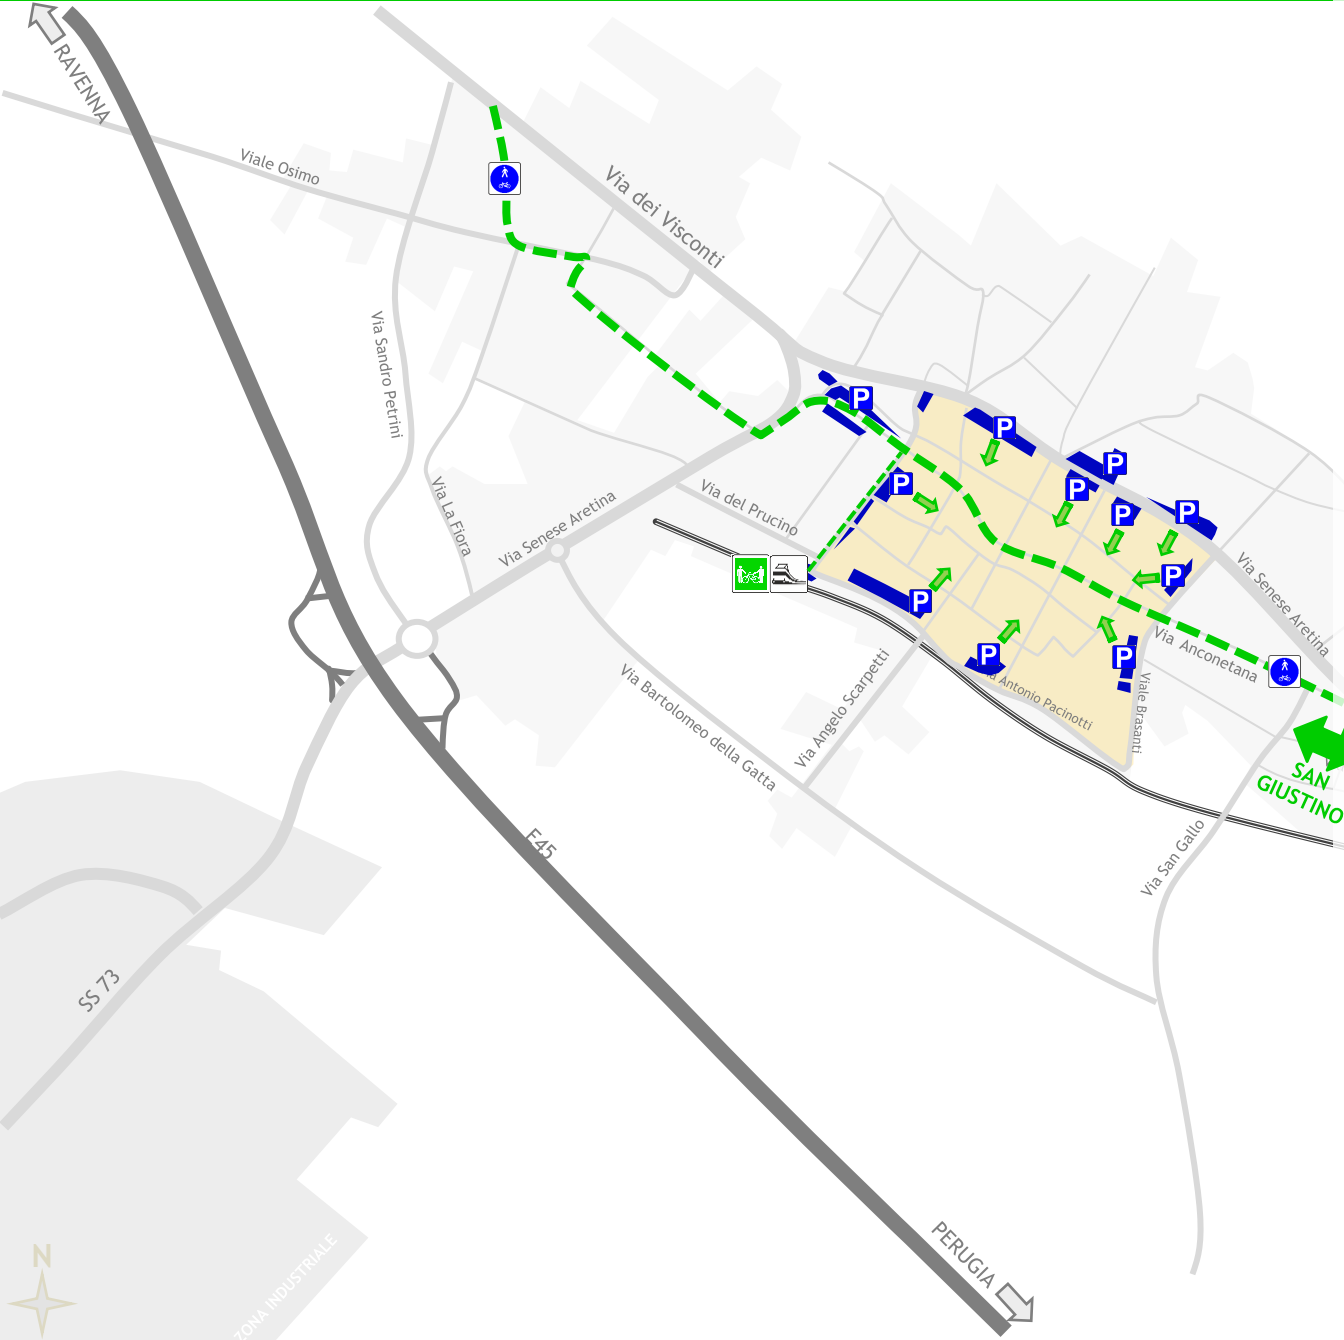 RAVENNA
Viale Osimo
Via dei Visconti
Via Sandro Petrini
P
P
Via La Fiora
P
P
P
Via del Prucino
Via Senese Aretina
P
P
Via Senese Aretina
P
P
Via Anconetana
P
P
Via Bartolomeo della Gatta
Via Angelo Scarpetti
Antonio Pacinotti
Viale Brasanti
SAN
GIUSTINO
E45
Via San Gallo
SS 73
PERUGIA
N
ZONA INDUSTRIALE